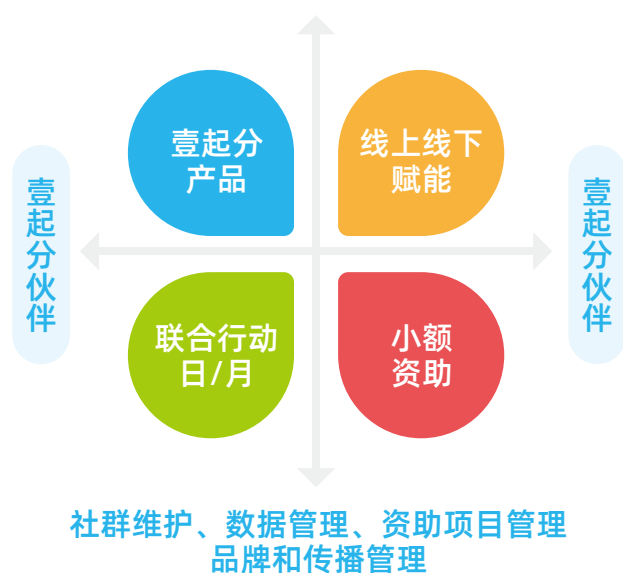 壹起分
产品
线上线下
赋能
壹起分伙伴
壹起分伙伴
联合行动
日/月
小额
资助
社群维护、数据管理、资助项目管理
品牌和传播管理